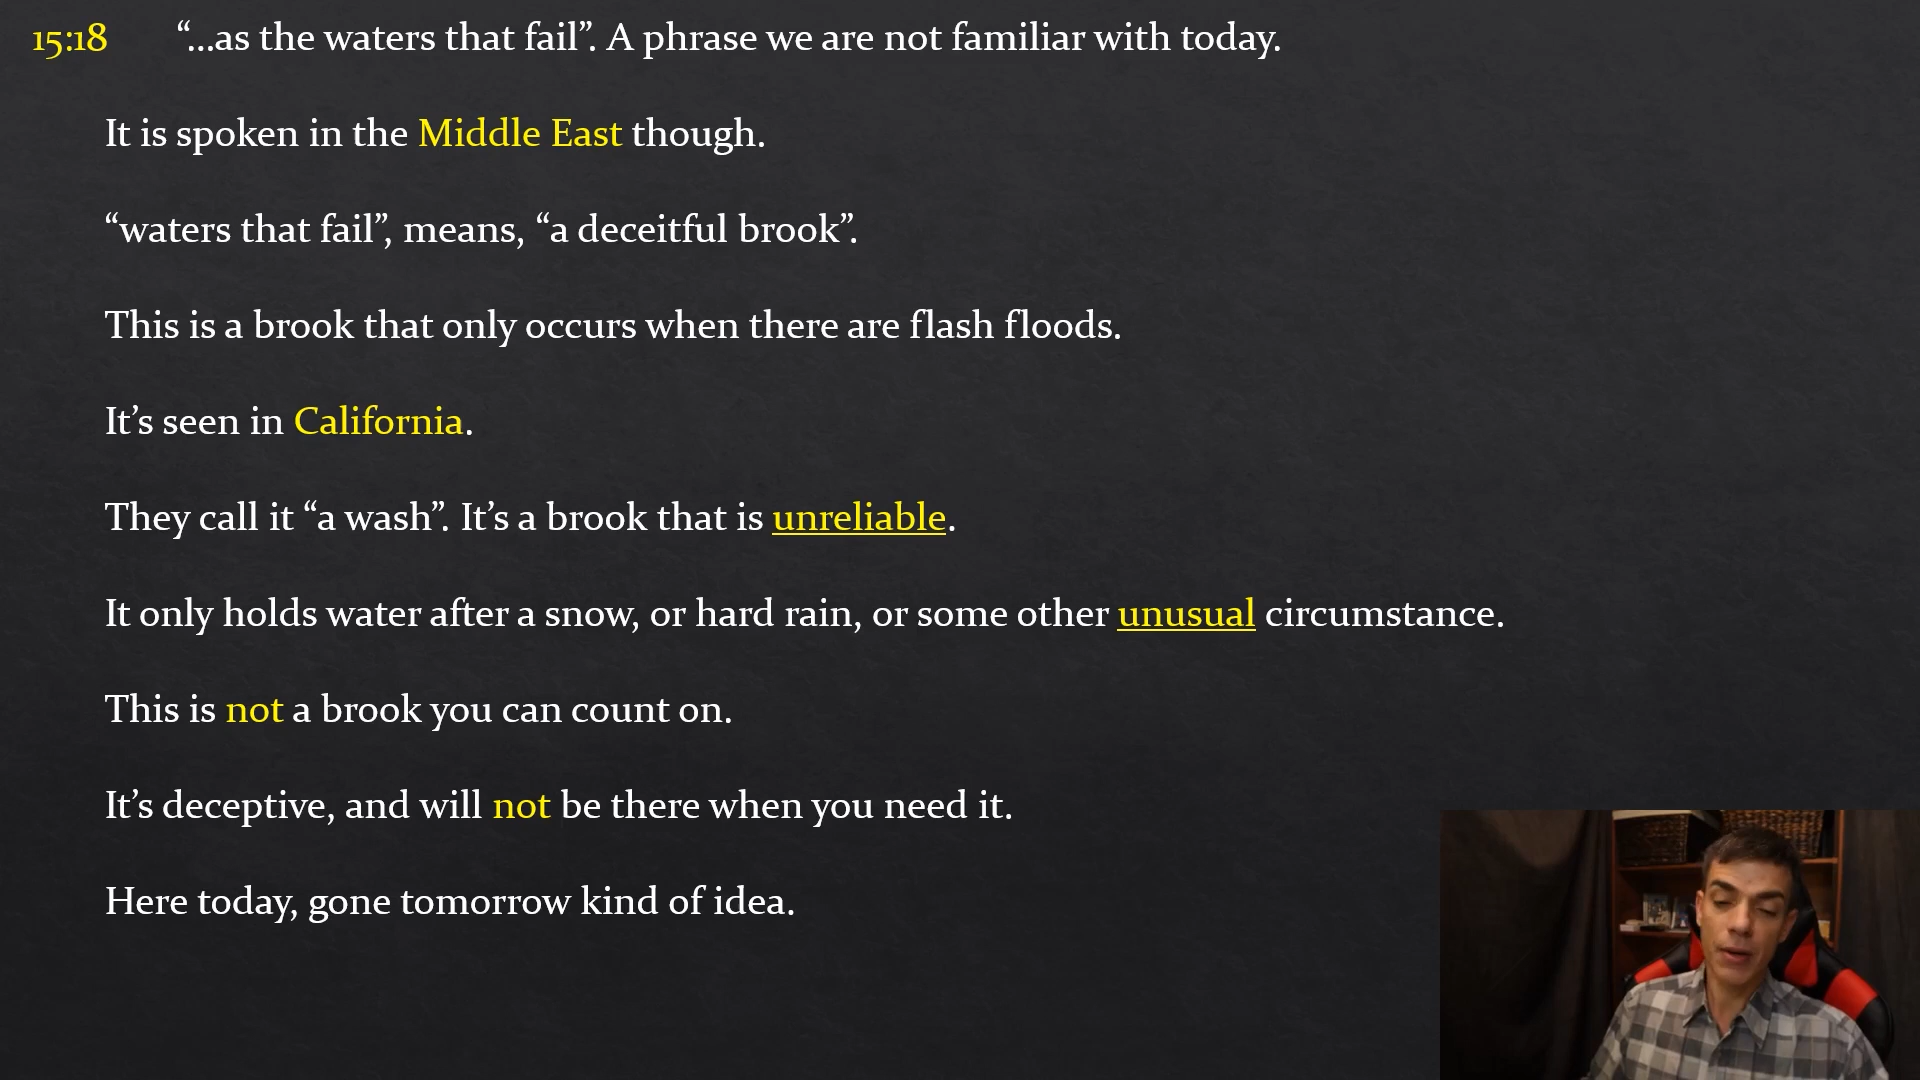 15:18 “...as the waters that fail”. A phrase we are not familiar with today.
It is spoken in the Middle East though.
“waters that fail”, means, “a deceitful brook”.
This is a brook that only occurs when there are flash floods.
It’s seen in California.
They call it “a wash”. It’s a brook that is unreliable.
It only holds water after a snow, or hard rain, or some other unusual circumstance.
This is not a brook you can count on.
It’s deceptive, and will not be there when you need it.
Here today, gone tomorrow kind of idea.